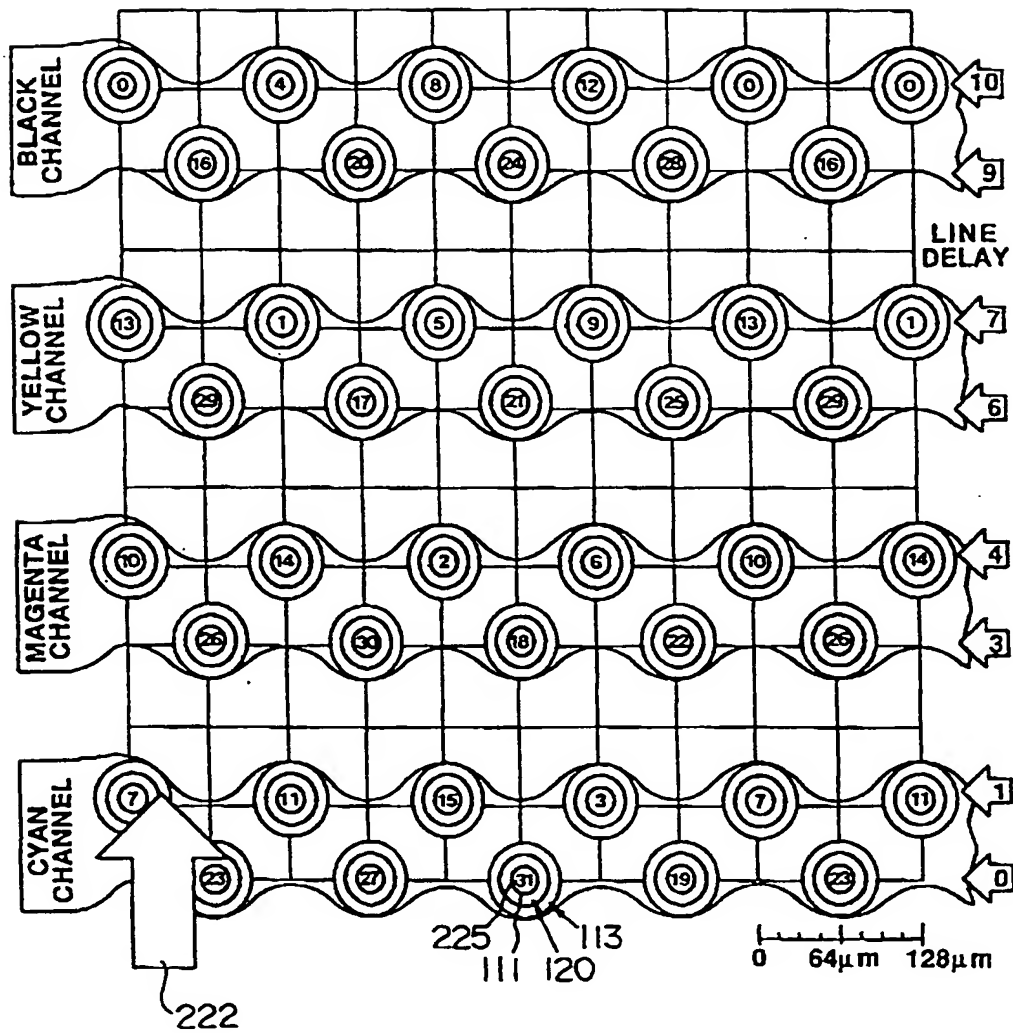 BLACK
CHANNEL
0 4 8 12 0 0 10
16 20 24 28 16 9
LINE
DELAY
YELLOW
CHANNEL
13 1 5 9 13 1 7
29 17 21 25 29 6
MAGENTA
CHANNEL
10 14 2 6 10 14 4
26 30 18 22 26 3
CYAN
CHANNEL
7 11 15 3 7 11 1
23 27 31 19 23 0
225 113
111 120
0 64µm 128µm
222